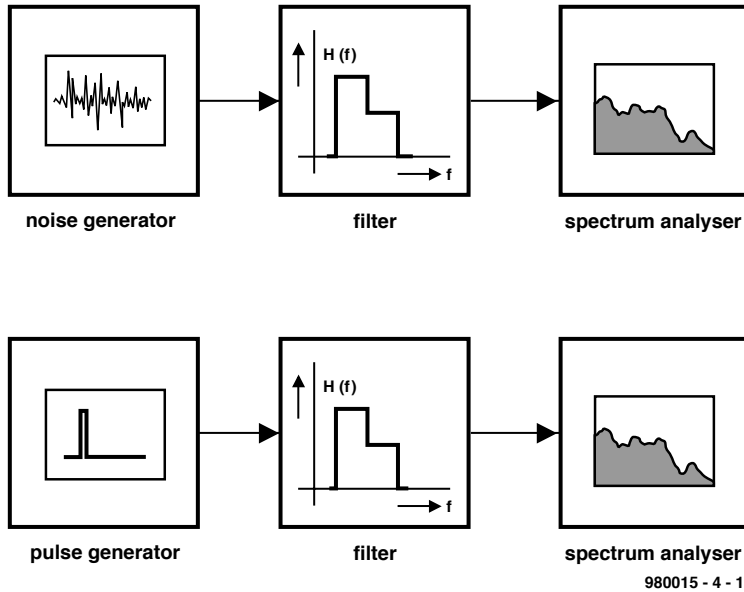 H (f)
f
noise generator
filter
spectrum analyser
H (f)
f
pulse generator
filter
spectrum analyser
980015 - 4 - 1